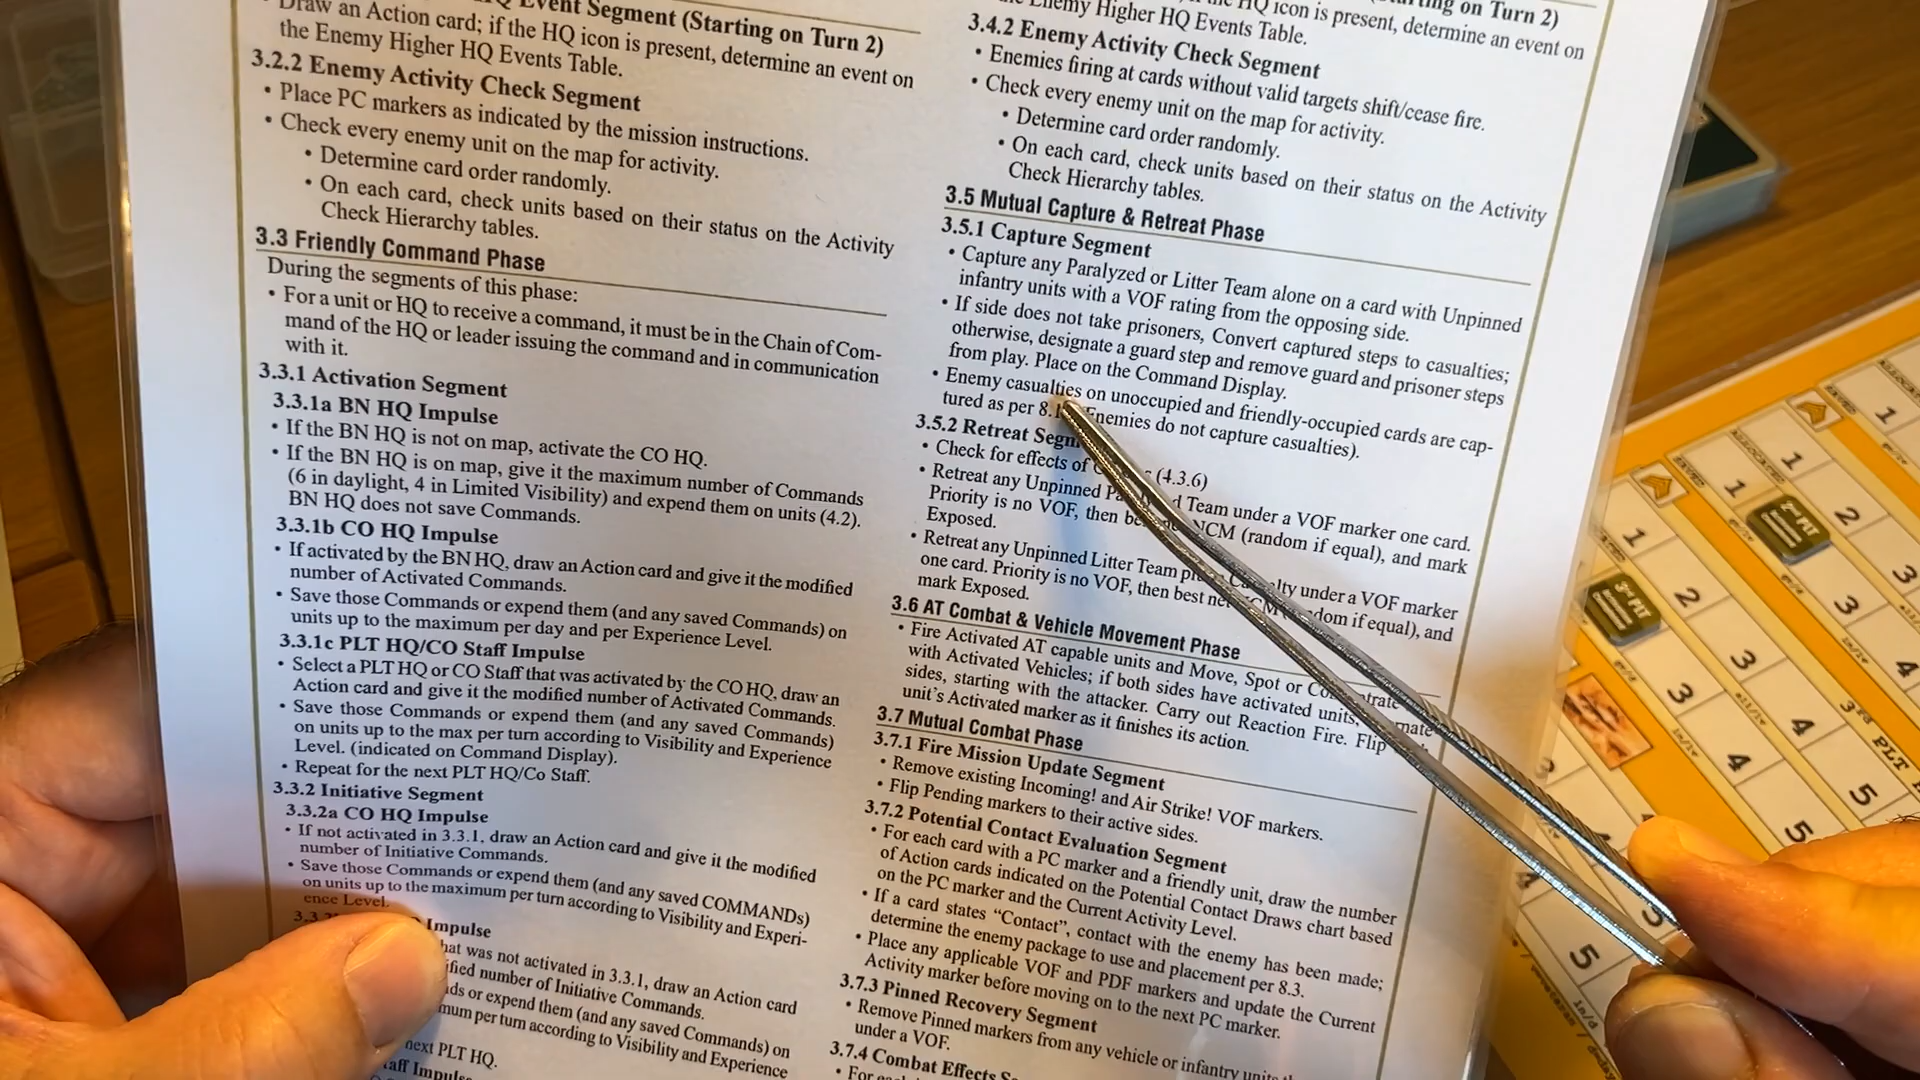 Event Segment (Starting on Turn 2)
Draw an Action card; if the HQ icon is present, determine an event on
the Enemy Higher HQ Events Table.
3.2.2 Enemy Activity Check Segment
• Place PC markers as indicated by the mission instructions.
• Check every enemy unit on the map for activity.
• Determine card order randomly.
• On each card, check units based on their status on the Activity
Check Hierarchy tables.
3.3 Friendly Command Phase
During the segments of this phase:
• For a unit or HQ to receive a command, it must be in the Chain of Com-
mand of the HQ or leader issuing the command and in communication
with it.
3.3.1 Activation Segment
3.3.1a BN HQ Impulse
• If the BN HQ is not on map, activate the CO HQ.
• If the BN HQ is on map, give it the maximum number of Commands
(6 in daylight, 4 in Limited Visibility) and expend them on units (4.2).
BN HQ does not save Commands.
3.3.1b CO HQ Impulse
• If activated by the BN HQ, draw an Action card and give it the modified
number of Activated Commands.
• Save those Commands or expend them (and any saved Commands) on
units up to the maximum per day and per Experience Level.
3.3.1c PLT HQ/CO Staff Impulse
• Select a PLT HQ or CO Staff that was activated by the CO HQ, draw an
Action card and give it the modified number of Activated Commands.
• Save those Commands or expend them (and any saved Commands)
on units up to the max per turn according to Visibility and Experience
Level. (indicated on Command Display).
• Repeat for the next PLT HQ/Co Staff.
3.3.2 Initiative Segment
3.3.2a CO HQ Impulse
• If not activated in 3.3.1, draw an Action card and give it the modified
number of Initiative Commands.
• Save those Commands or expend them (and any saved COMMANDs)
on units up to the maximum per turn according to Visibility and Experi-
ence Level.
Impulse
that was not activated in 3.3.1, draw an Action card
number of Initiative Commands.
or expend them (and any saved Commands) on
per turn according to Visibility and Experience
next PLT HQ.
on Turn 2)
HQ icon is present, determine an event on
Enemy Higher HQ Events Table.
3.4.2 Enemy Activity Check Segment
• Enemies firing at cards without valid targets shift/cease fire.
• Check every enemy unit on the map for activity.
• Determine card order randomly.
• On each card, check units based on their status on the Activity
Check Hierarchy tables.
3.5 Mutual Capture & Retreat Phase
3.5.1 Capture Segment
• Capture any Paralyzed or Litter Team alone on a card with Unpinned
infantry units with a VOF rating from the opposing side.
• If side does not take prisoners, Convert captured steps to casualties;
otherwise, designate a guard step and remove guard and prisoner steps
from play. Place on the Command Display.
• Enemy casualties on unoccupied and friendly-occupied cards are cap-
tured as per 8. Enemies do not capture casualties).
3.5.2 Retreat
• Check for effects of (4.3.6)
• Retreat any Unpinned Team under a VOF marker one card.
Priority is no VOF, then NCM (random if equal), and mark
Exposed.
• Retreat any Unpinned Litter Team under a VOF marker
one card. Priority is no VOF, then best if equal), and
mark Exposed.
3.6 AT Combat & Vehicle Movement Phase
• Fire Activated AT capable units and Move, Spot or
with Activated Vehicles; if both sides have activated units,
sides, starting with the attacker. Carry out Reaction Fire. Flip
unit's Activated marker as it finishes its action.
3.7 Mutual Combat Phase
3.7.1 Fire Mission Update Segment
• Remove existing Incoming! and Air Strike! VOF markers.
• Flip Pending markers to their active sides.
3.7.2 Potential Contact Evaluation Segment
• For each card with a PC marker and a friendly unit, draw the number
of Action cards indicated on the Potential Contact Draws chart based
on the PC marker and the Current Activity Level.
• If a card states "Contact", contact with the enemy has been made;
determine the enemy package to use and placement per 8.3.
• Place any applicable VOF and PDF markers and update the Current
Activity marker before moving on to the next PC marker.
3.7.3 Pinned Recovery Segment
• Remove Pinned markers from any vehicle or infantry
under a VOF.
3.7.4 Combat Effects
2nd PLT
3rd PLT
3rd PLT